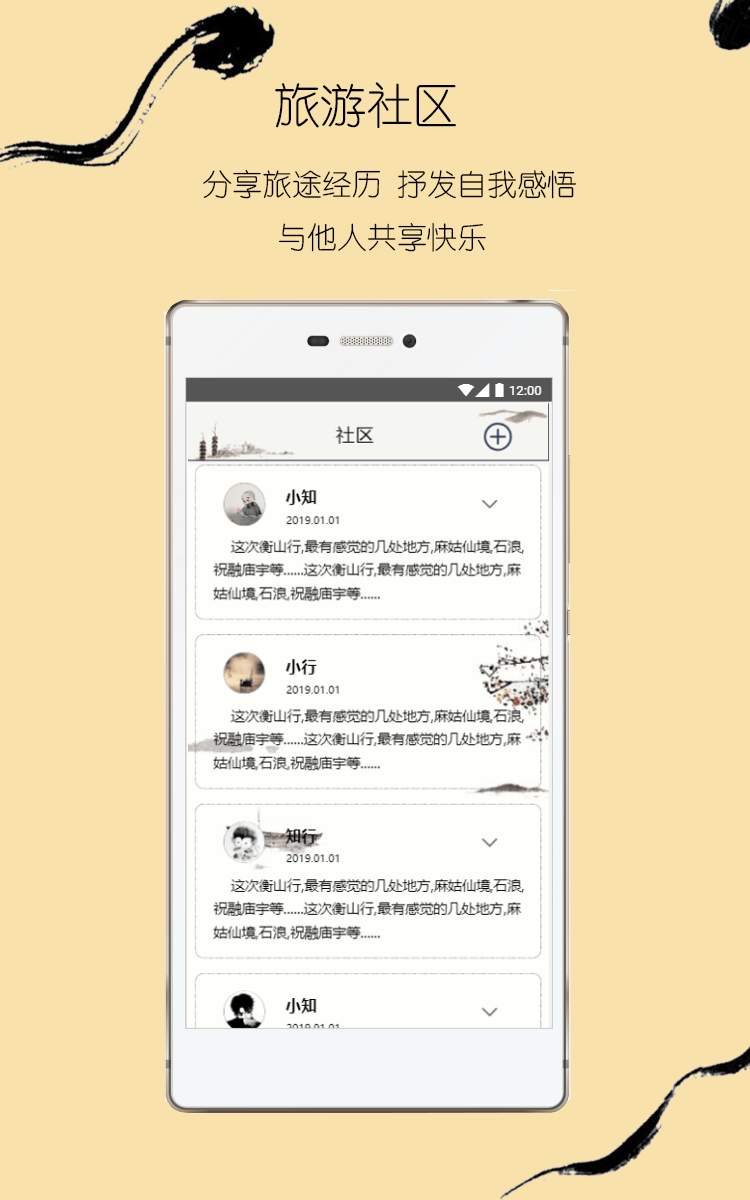 旅游社区
分享旅途经历 抒发自我感悟
与他人共享快乐
12:00
社区
小知
2019.01.01
这次衡山行,最有感觉的几处地方,麻姑仙境,石浪,
祝融庙宇等......这次衡山行,最有感觉的几处地方,麻
姑仙境,石浪,祝融庙宇等......
小行
2019.01.01
这次衡山行,最有感觉的几处地方,麻姑仙境,石浪,
祝融庙宇等......这次衡山行,最有感觉的几处地方,麻
姑仙境,石浪,祝融庙宇等......
知行
2019.01.01
这次衡山行,最有感觉的几处地方,麻姑仙境,石浪,
祝融庙宇等......这次衡山行,最有感觉的几处地方,麻
姑仙境,石浪,祝融庙宇等......
小知
2019.01.01